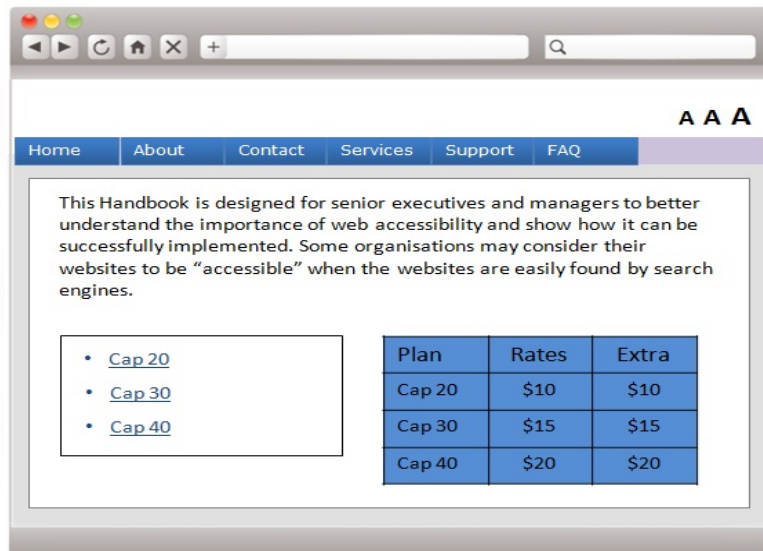 A A A
Home About Contact Services Support FAQ
This Handbook is designed for senior executives and managers to better
understand the importance of web accessibility and show how it can be
successfully implemented. Some organisations may consider their
websites to be “accessible” when the websites are easily found by search
engines.
• Cap 20
• Cap 30
• Cap 40
Plan Rates Extra
Cap 20 $10 $10
Cap 30 $15 $15
Cap 40 $20 $20